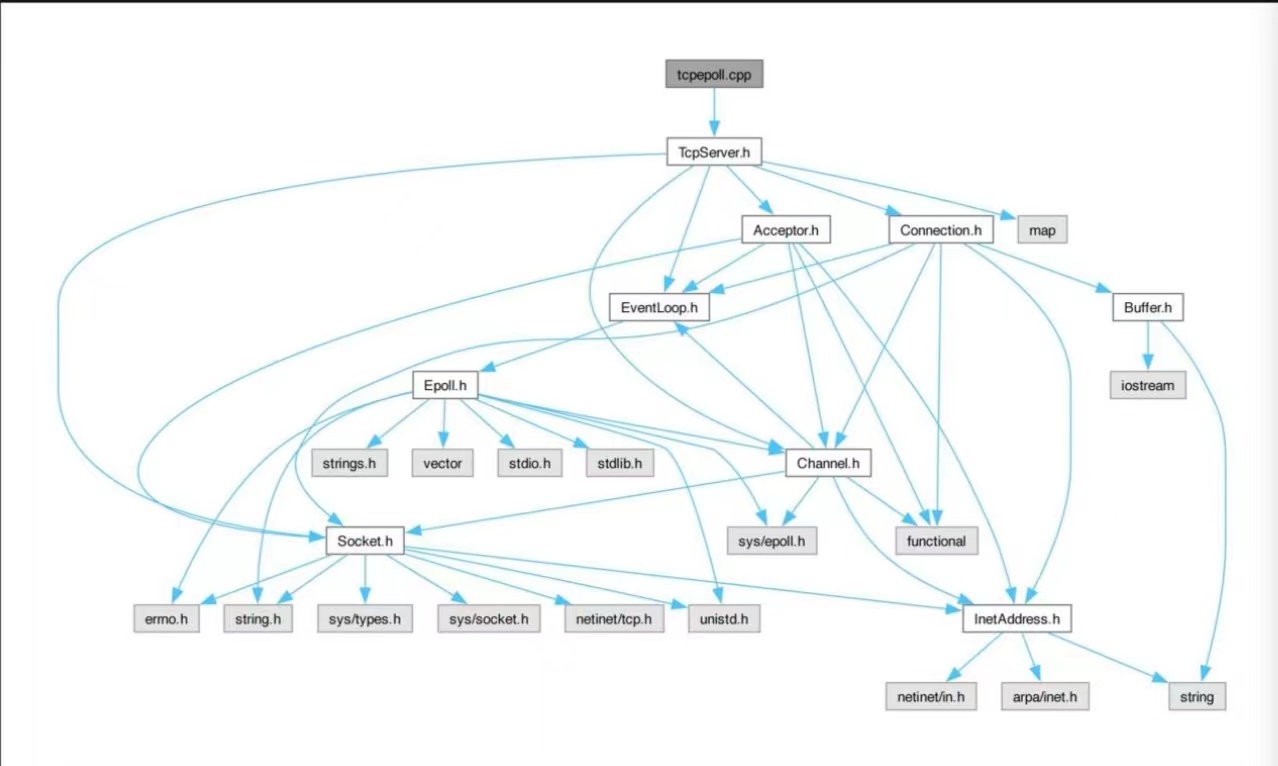 tcpepoll.cpp
TcpServer.h
Acceptor.h
Connection.h
map
EventLoop.h
Buffer.h
Epoll.h
iostream
strings.h
vector
stdio.h
stdlib.h
Channel.h
Socket.h
sys/epoll.h
functional
errno.h
string.h
sys/types.h
sys/socket.h
netinet/tcp.h
unistd.h
InetAddress.h
netinet/in.h
arpa/inet.h
string